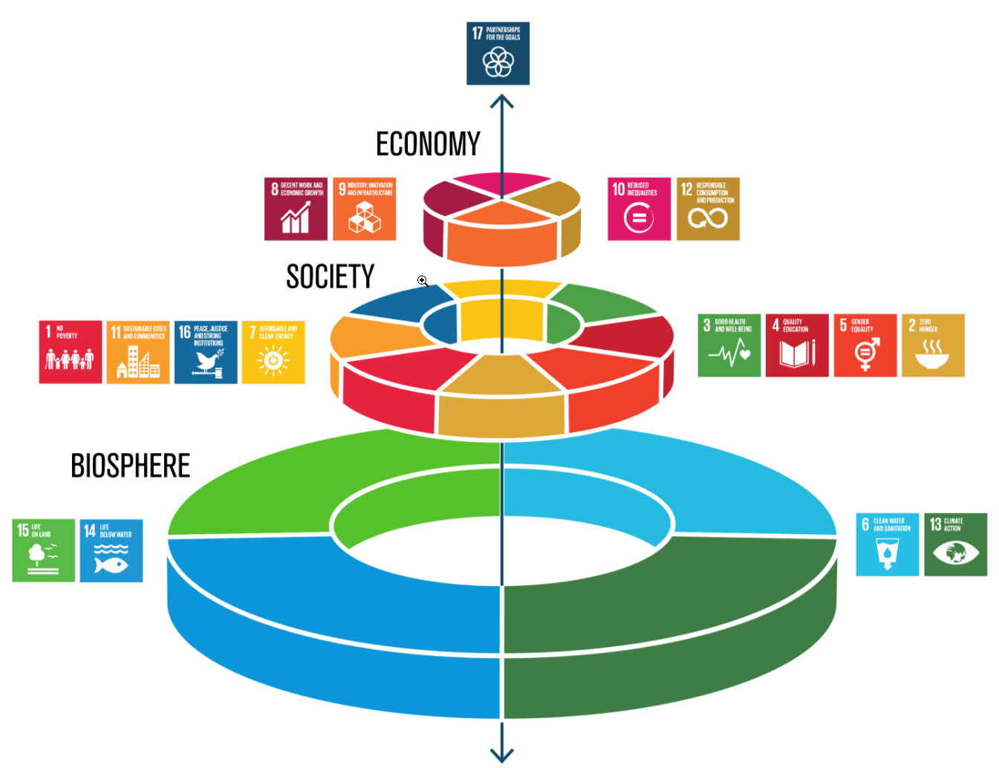 17 PARTNERSHIPS
FOR THE GOALS
ECONOMY
8 DECENT WORK AND
ECONOMIC GROWTH
9 INDUSTRY, INNOVATION
AND INFRASTRUCTURE
10 REDUCED
INEQUALITIES
12 RESPONSIBLE
CONSUMPTION
AND PRODUCTION
SOCIETY
1 NO
POVERTY
11 SUSTAINABLE CITIES
AND COMMUNITIES
16 PEACE, JUSTICE
AND STRONG
INSTITUTIONS
7 AFFORDABLE AND
CLEAN ENERGY
3 GOOD HEALTH
AND WELL-BEING
4 QUALITY
EDUCATION
5 GENDER
EQUALITY
2 ZERO
HUNGER
BIOSPHERE
15 LIFE
ON LAND
14 LIFE
BELOW WATER
6 CLEAN WATER
AND SANITATION
13 CLIMATE
ACTION